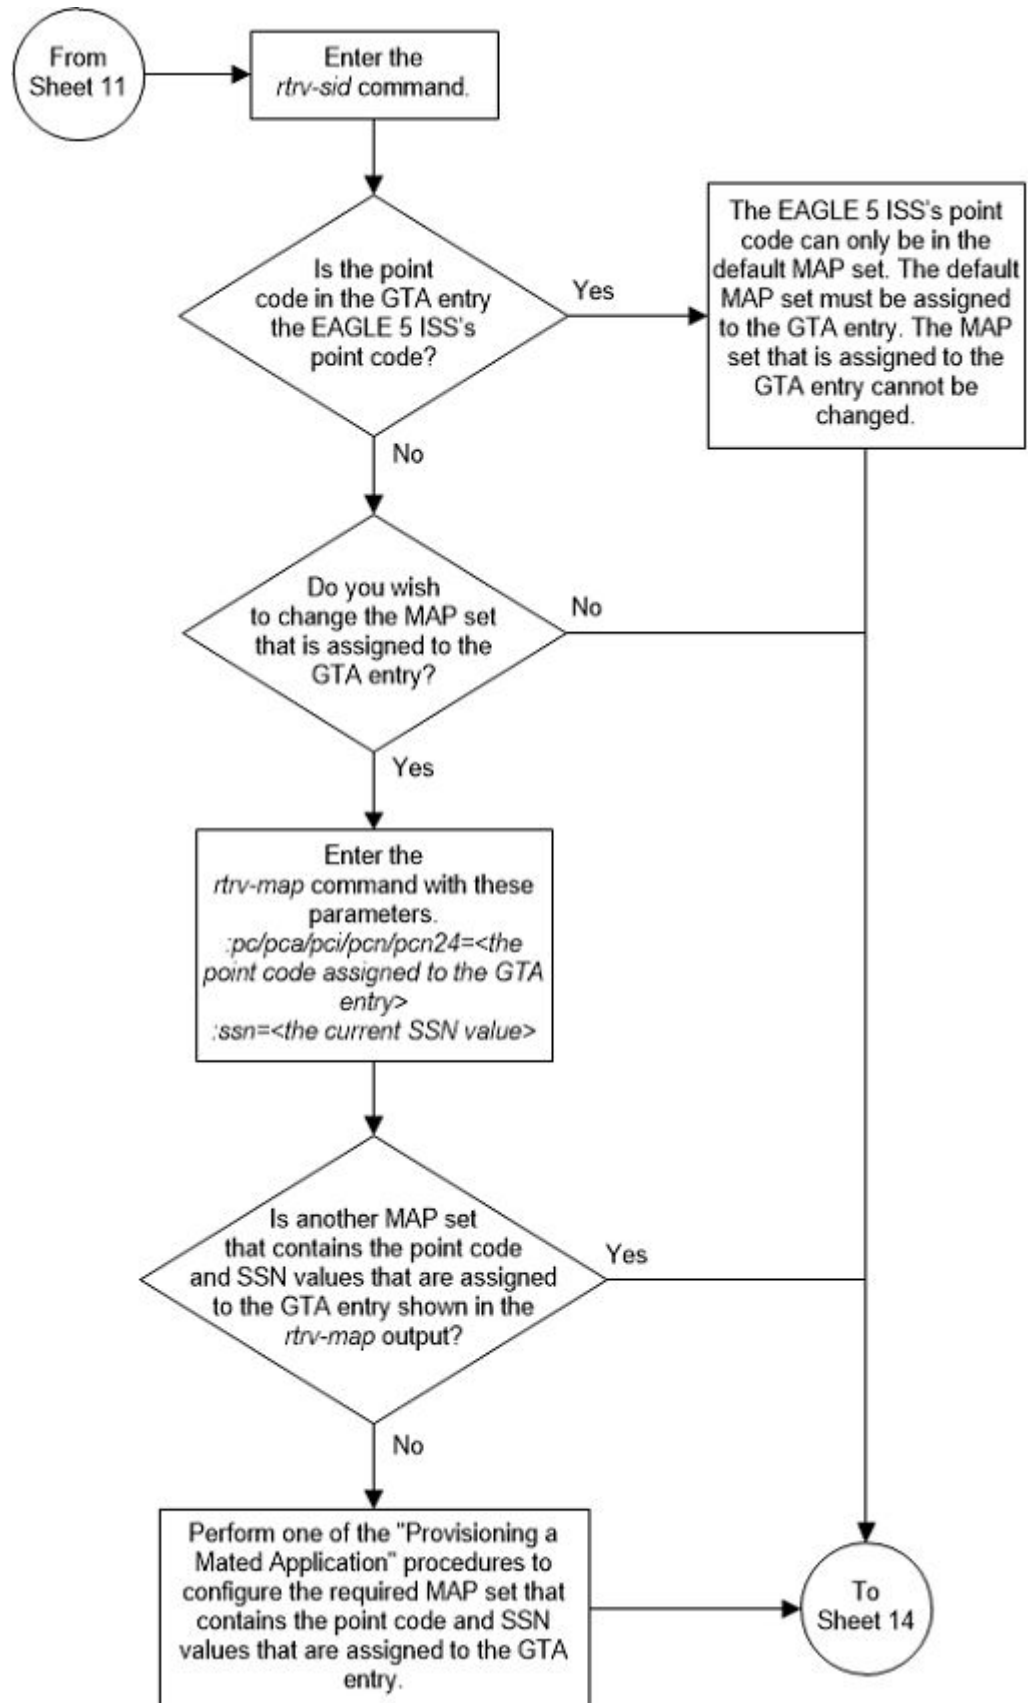 From
Sheet 11
Enter the
rtrv-sid command.
Is the point
code in the GTA entry
the EAGLE 5 ISS's
point code?
Yes
The EAGLE 5 ISS's point
code can only be in the
default MAP set. The default
MAP set must be assigned
to the GTA entry. The MAP
set that is assigned to the
GTA entry cannot be
changed.
No
Do you wish
to change the MAP set
that is assigned to the
GTA entry?
No
Yes
Enter the
rtrv-map command with these
parameters.
:pc/pca/pci/pcn/pcn24=<the
point code assigned to the GTA
entry>
:ssn=<the current SSN value>
Is another MAP set
that contains the point code
and SSN values that are assigned
to the GTA entry shown in the
rtrv-map output?
Yes
No
Perform one of the "Provisioning a
Mated Application" procedures to
configure the required MAP set that
contains the point code and SSN
values that are assigned to the GTA
entry.
To
Sheet 14